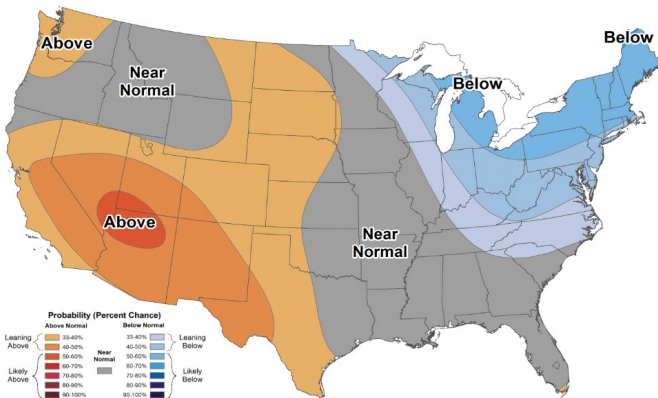 Above
Near
Normal
Below
Below
Above
Near
Normal
Probability (Percent Chance)
Above Normal
Below Normal
Leaning
Above
33-40%
40-50%
Likely
Above
50-60%
60-70%
70-80%
80-90%
90-100%
Near
Normal
33-40%
40-50%
Leaning
Below
50-60%
60-70%
70-80%
80-90%
90-100%
Likely
Below